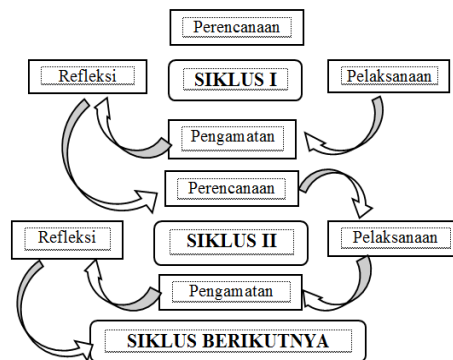 Perencanaan
Refleksi
SIKLUS I
Pelaksanaan
Pengamatan
Perencanaan
Refleksi
SIKLUS II
Pelaksanaan
Pengamatan
SIKLUS BERIKUTNYA